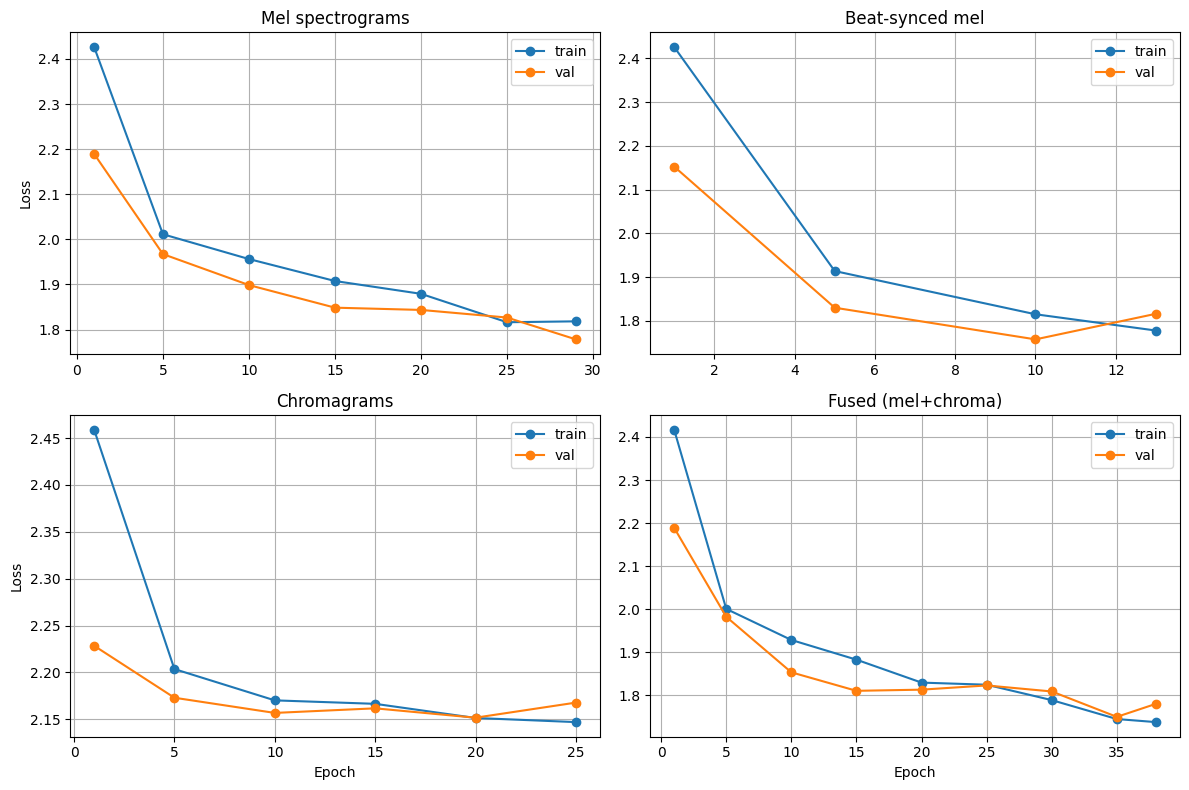 Mel spectrograms
Loss
2.4
2.3
2.2
2.1
2.0
1.9
1.8
train
val
0 5 10 15 20 25 30
Beat-synced mel
2.4
2.3
2.2
2.1
2.0
1.9
1.8
train
val
2 4 6 8 10 12
Chromagrams
Loss
2.45
2.40
2.35
2.30
2.25
2.20
2.15
train
val
0 5 10 15 20 25
Epoch
Fused (mel+chroma)
2.4
2.3
2.2
2.1
2.0
1.9
1.8
train
val
0 5 10 15 20 25 30 35
Epoch